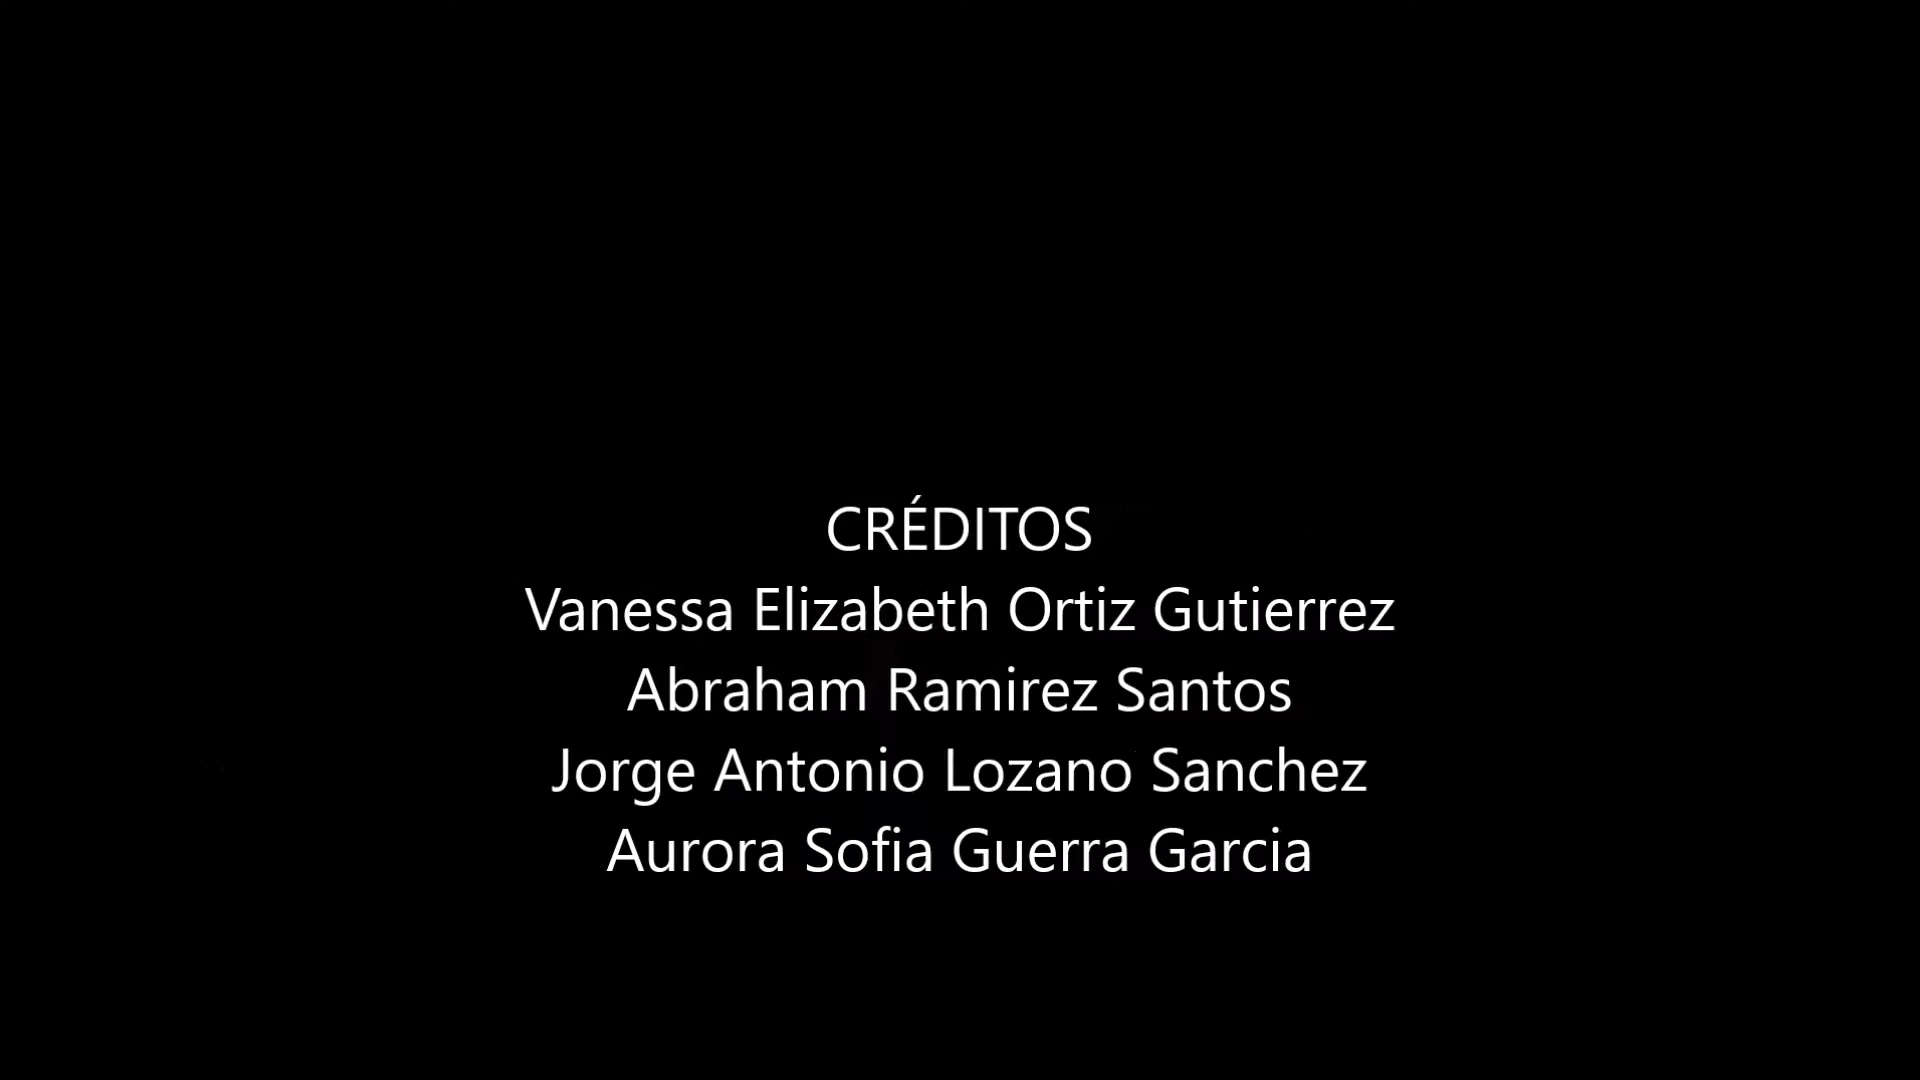 CRÉDITOS
Vanessa Elizabeth Ortiz Gutierrez
Abraham Ramirez Santos
Jorge Antonio Lozano Sanchez
Aurora Sofia Guerra Garcia